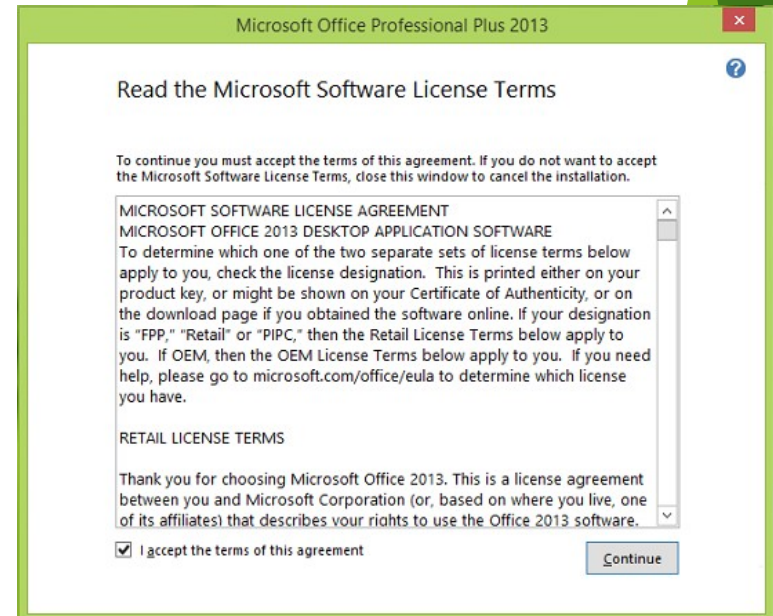 Microsoft Office Professional Plus 2013
Read the Microsoft Software License Terms
To continue you must accept the terms of this agreement. If you do not want to accept
the Microsoft Software License Terms, close this window to cancel the installation.
MICROSOFT SOFTWARE LICENSE AGREEMENT
MICROSOFT OFFICE 2013 DESKTOP APPLICATION SOFTWARE
To determine which one of the two separate sets of license terms below
apply to you, check the license designation.  This is printed either on your
product key, or might be shown on your Certificate of Authenticity, or on
the download page if you obtained the software online. If your designation
is “FPP,” “Retail” or “PIPC,” then the Retail License Terms below apply to
you.  If OEM, then the OEM License Terms below apply to you.  If you need
help, please go to microsoft.com/office/eula to determine which license
you have.
RETAIL LICENSE TERMS
Thank you for choosing Microsoft Office 2013. This is a license agreement
between you and Microsoft Corporation (or, based on where you live, one
of its affiliates) that describes your rights to use the Office 2013 software.
I accept the terms of this agreement
Continue